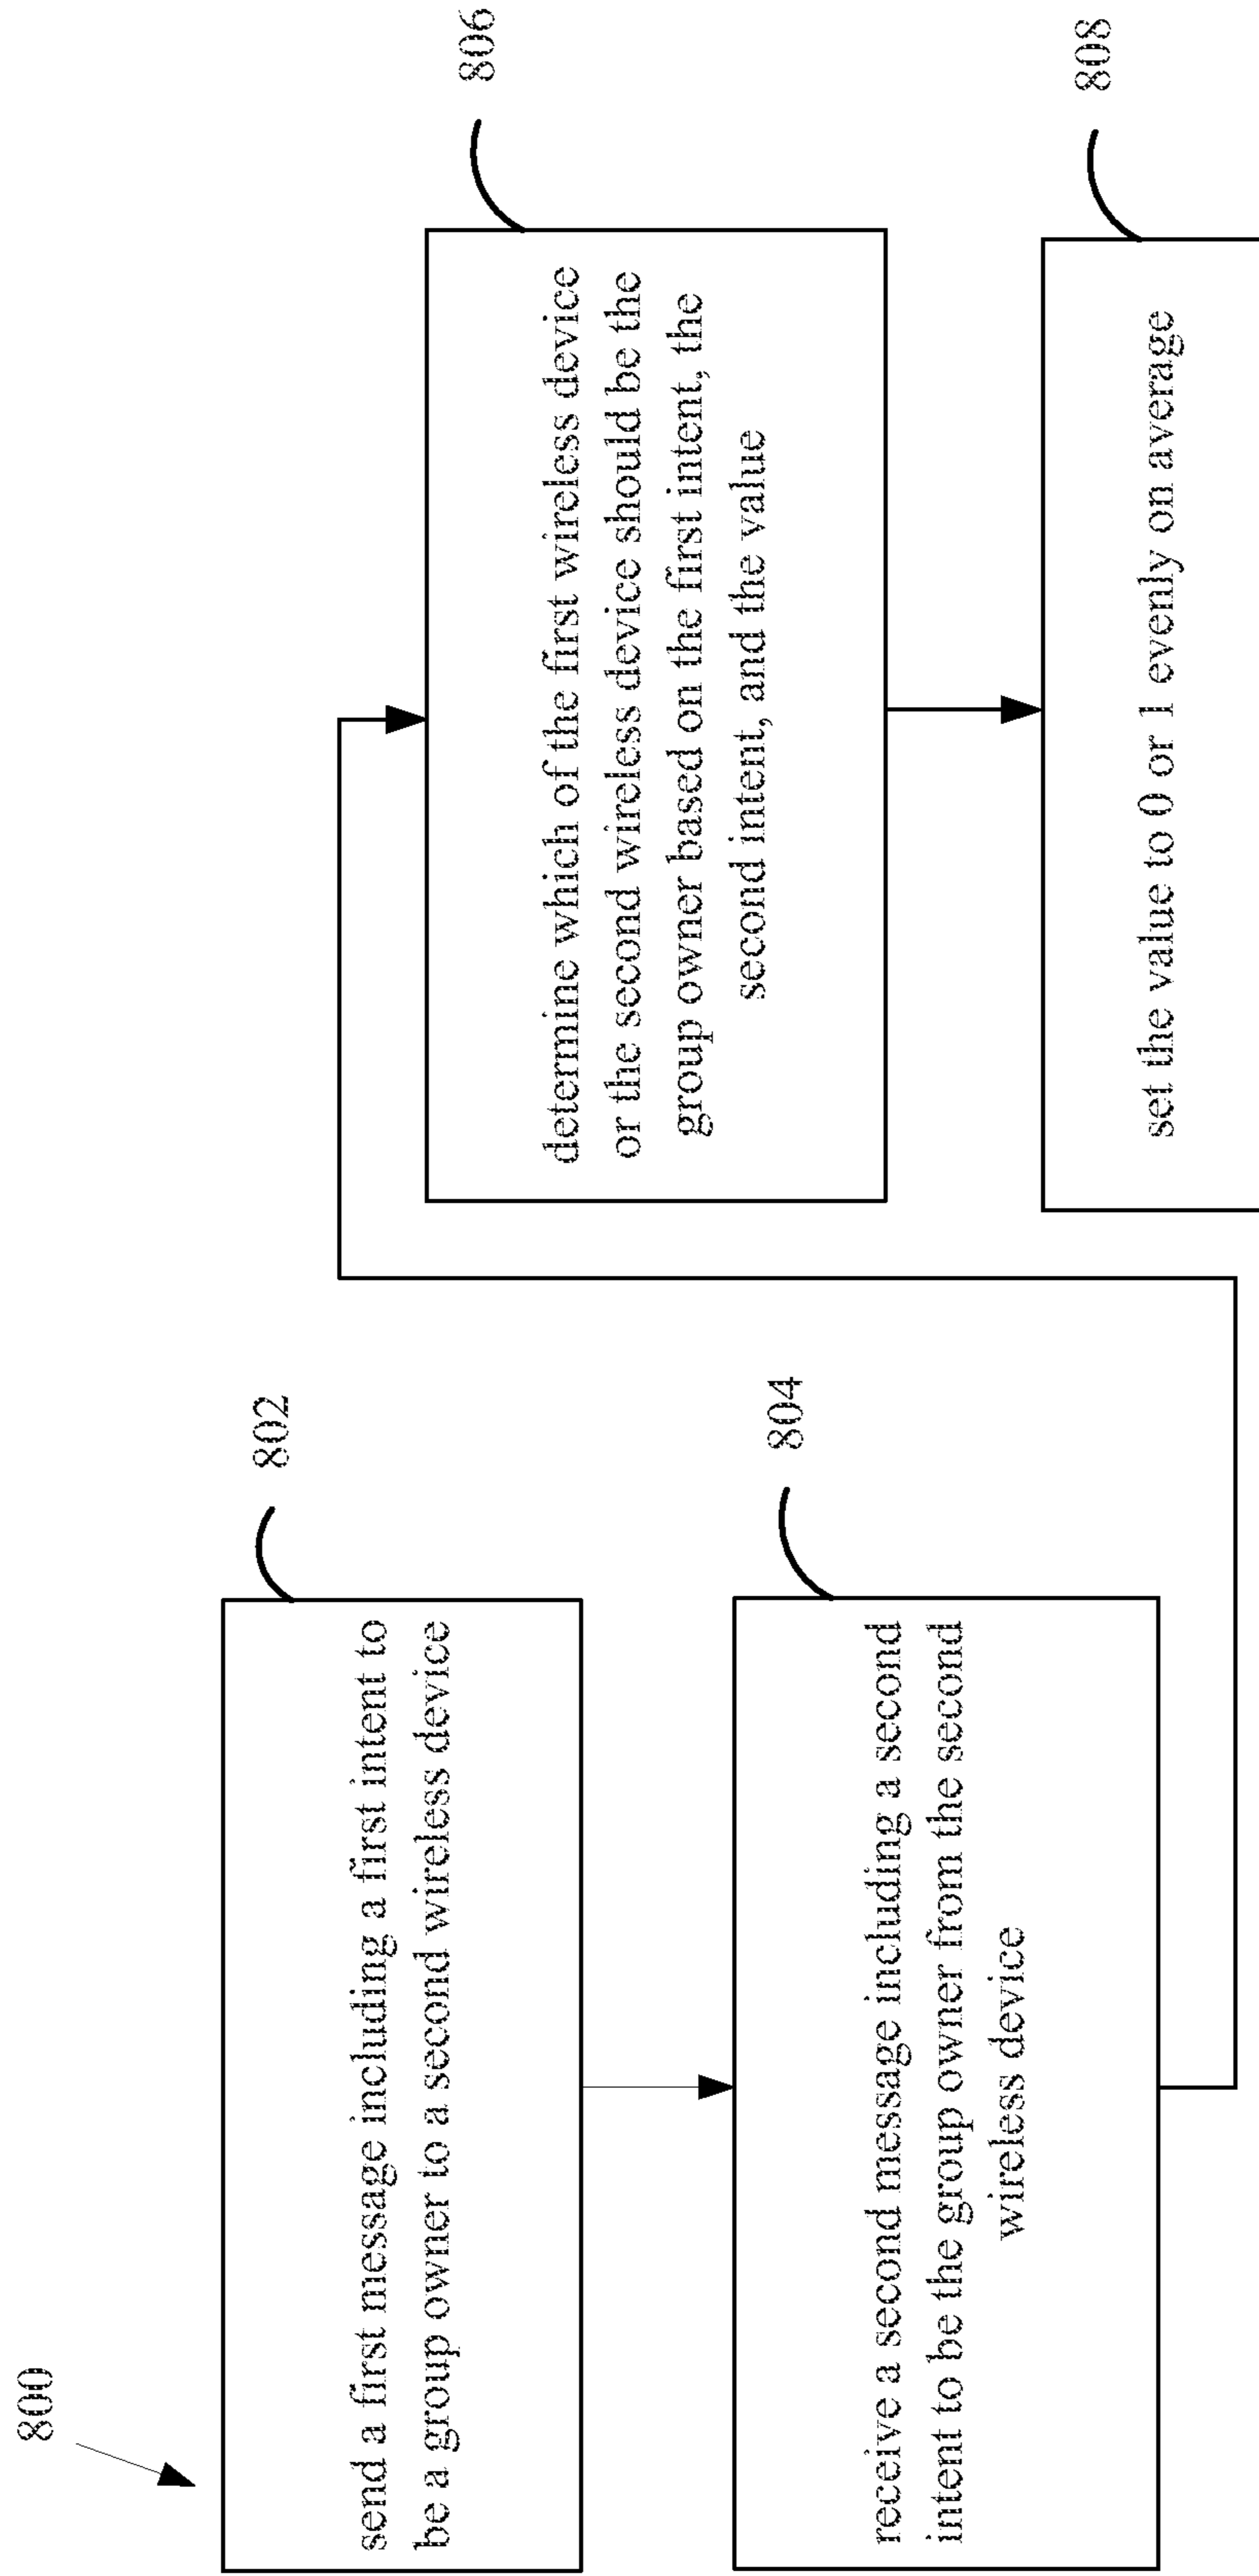 800
802
send a first message including a first intent to
be a group owner to a second wireless device
804
receive a second message including a second
intent to be the group owner from the second
wireless device
806
determine which of the first wireless device
or the second wireless device should be the
group owner based on the first intent, the
second intent, and the value
808
set the value to 0 or 1 evenly on average